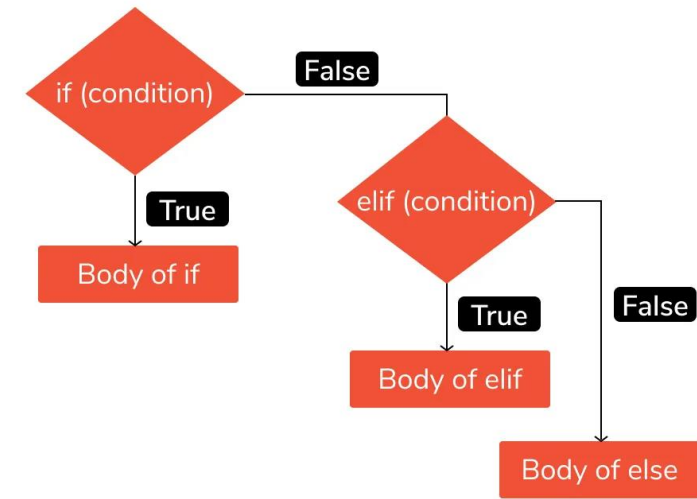 if (condition)
False
True
elif (condition)
Body of if
True
False
Body of elif
Body of else